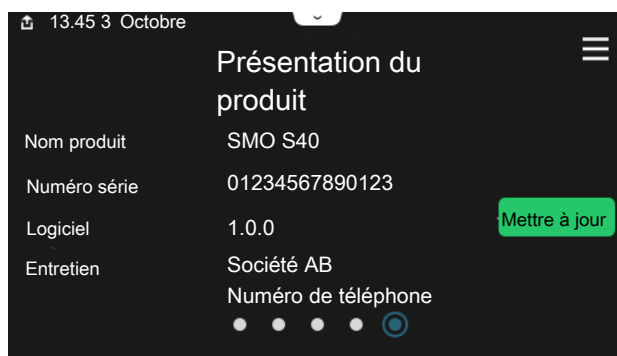 13.45 3 Octobre
Présentation du
produit
Nom produit SMO S40
Numéro série 01234567890123
Logiciel 1.0.0 Mettre à jour
Entretien Société AB
Numéro de téléphone